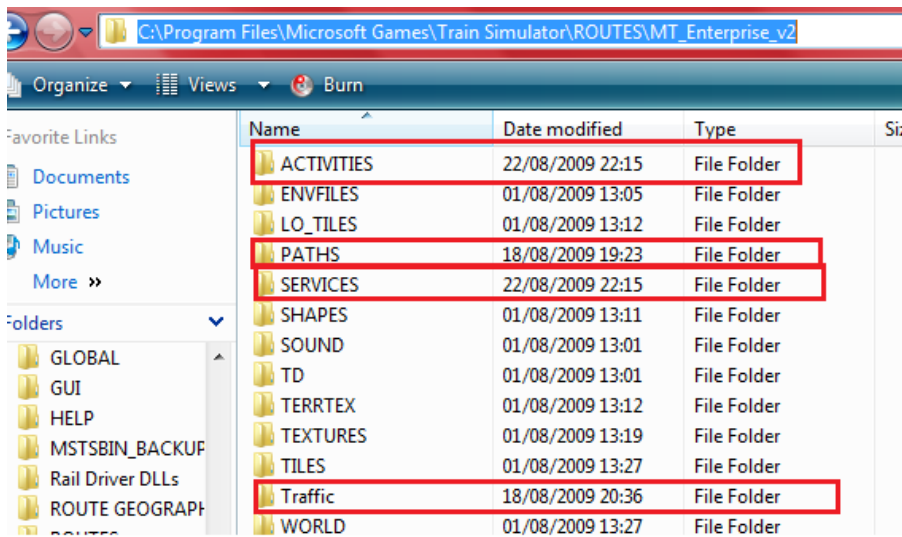 C:\Program Files\Microsoft Games\Train Simulator\ROUTES\MT_Enterprise_v2
Organize Views Burn
Favorite Links
Documents
Pictures
Music
More »
Folders
GLOBAL
GUI
HELP
MSTSBIN_BACKUP
Rail Driver DLLs
ROUTE GEOGRAPH
Name Date modified Type Si
ACTIVITIES 22/08/2009 22:15 File Folder
ENVFILES 01/08/2009 13:05 File Folder
LO_TILES 01/08/2009 13:12 File Folder
PATHS 18/08/2009 19:23 File Folder
SERVICES 22/08/2009 22:15 File Folder
SHAPES 01/08/2009 13:11 File Folder
SOUND 01/08/2009 13:01 File Folder
TD 01/08/2009 13:01 File Folder
TERRTEX 01/08/2009 13:12 File Folder
TEXTURES 01/08/2009 13:19 File Folder
TILES 01/08/2009 13:27 File Folder
Traffic 18/08/2009 20:36 File Folder
WORLD 01/08/2009 13:27 File Folder